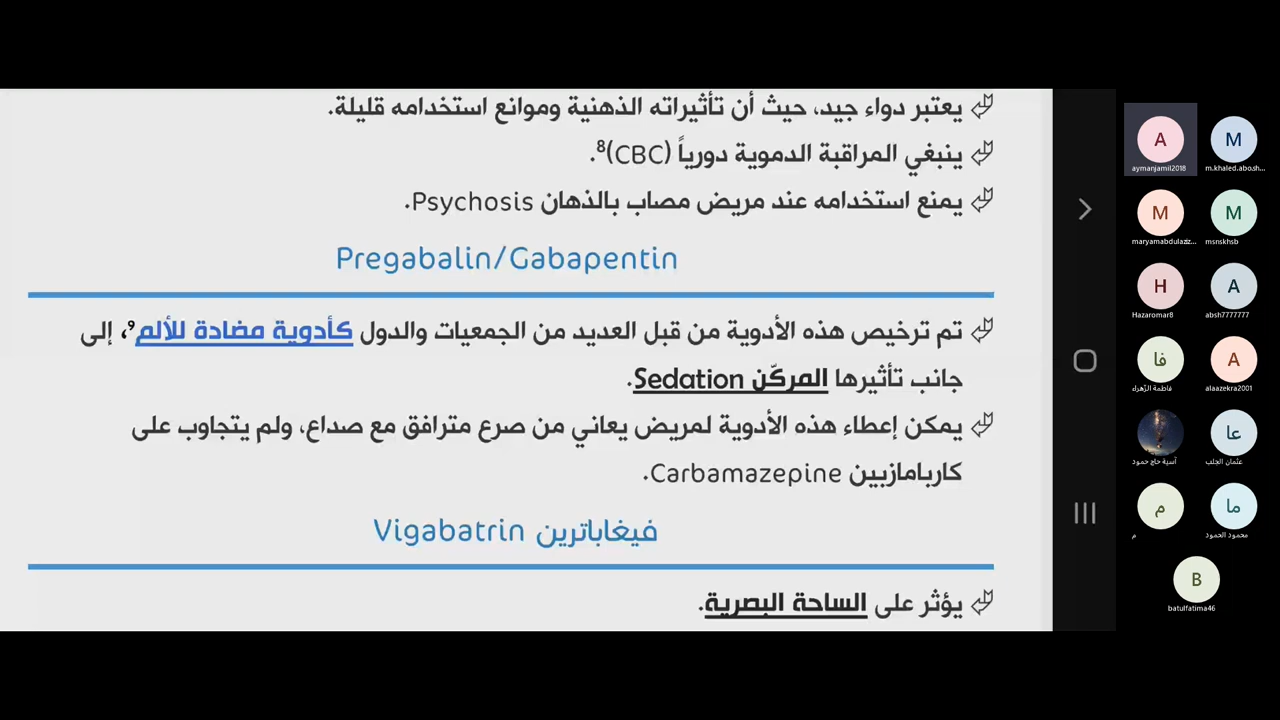 يعتبر دواء جيد، حيث أن تأثيراته الذهنية وموانع استخدامه قليلة.
ينبغي المراقبة الدموية دورياً (CBC)⁸.
يمنع استخدامه عند مريض مصاب بالذهان Psychosis.
Pregabalin/Gabapentin
تم ترخيص هذه الأدوية من قبل العديد من الجمعيات والدول كأدوية مضادة للألم⁹، إلى
جانب تأثيرها المركّن Sedation.
يمكن إعطاء هذه الأدوية لمريض يعاني من صرع مترافق مع صداع، ولم يتجاوب على
كاربامازبين Carbamazepine.
فيغاباترين Vigabatrin
يؤثر على الساحة البصرية.
A M
aymanjamil2018 m.khaled.abo.sh...
M M
maryamabdulaziz... msnskhsb
H A
Hazaromar8 absh7777777
فا A
فاطمة الزهراء alaazekra2001
عا
آسية حاج حمود عثمان الجلب
م ما
م محمود الحمود
B
batulfatima46